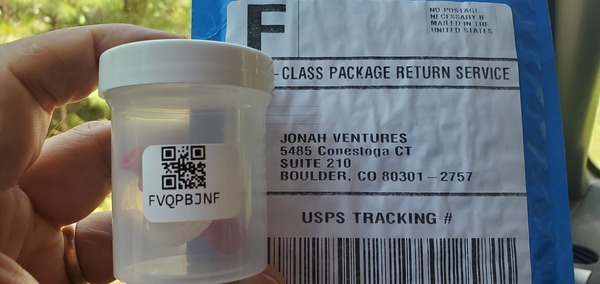 F
NO POSTAGE
NECESSARY IF
MAILED IN THE
UNITED STATES
-CLASS PACKAGE RETURN SERVICE
JONAH VENTURES
5485 Conestoga CT
SUITE 210
BOULDER, CO 80301-2757
USPS TRACKING #
FVQPBJNF